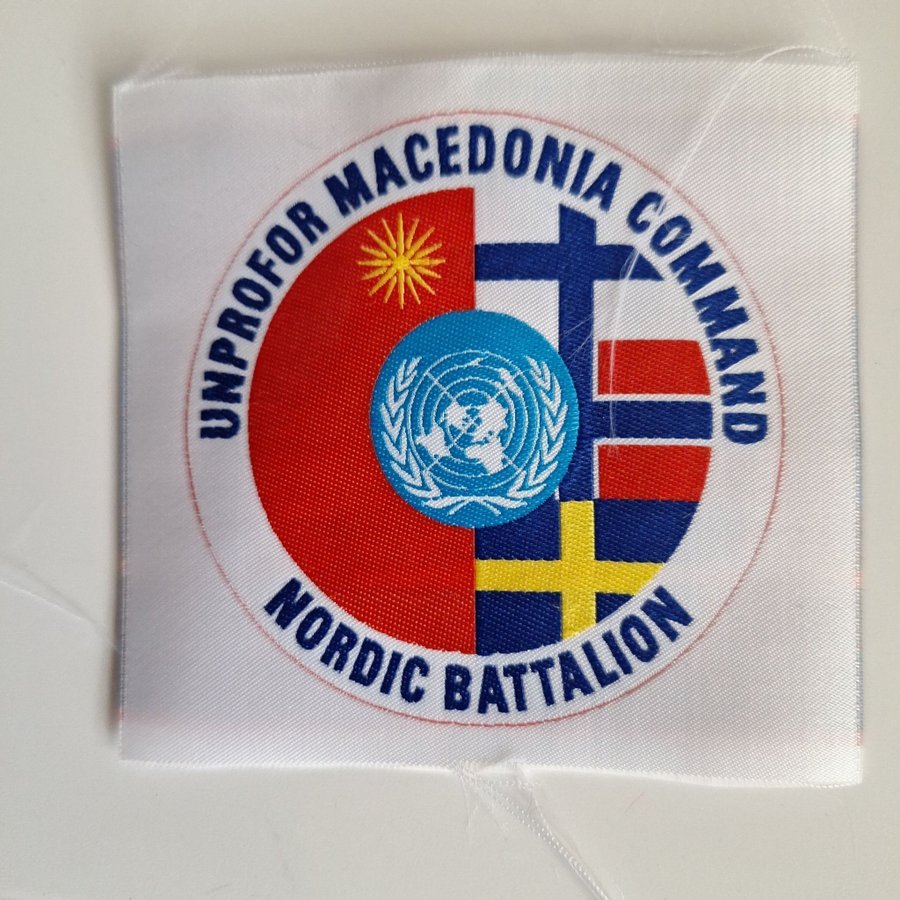 UNPROFOR MACEDONIA COMMAND
NORDIC BATTALION